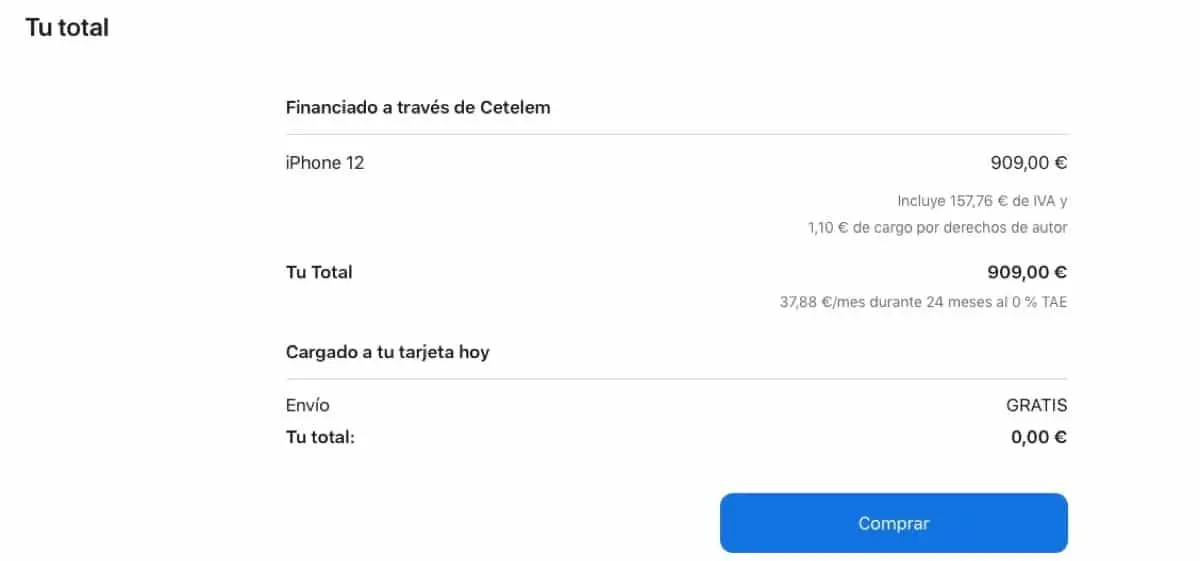 Tu total
Financiado a través de Cetelem
iPhone 12 909,00 €
Incluye 157,76 € de IVA y
1,10 € de cargo por derechos de autor
Tu Total 909,00 €
37,88 €/mes durante 24 meses al 0 % TAE
Cargado a tu tarjeta hoy
Envío GRATIS
Tu total: 0,00 €
Comprar